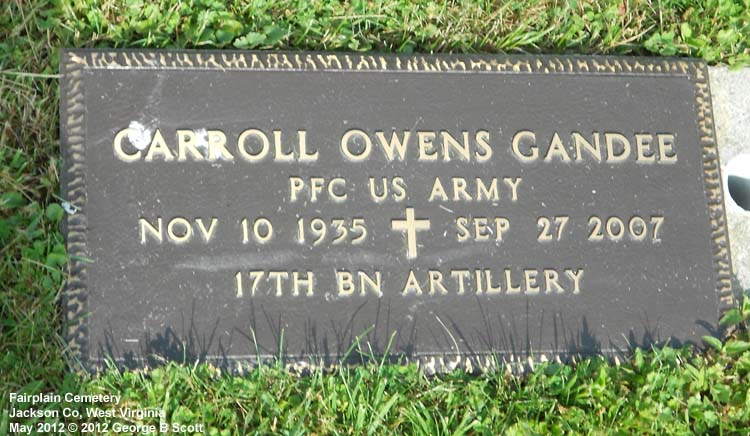 CARROLL OWENS GANDEE
PFC US ARMY
NOV 10 1935 SEP 27 2007
17TH BN ARTILLERY
Fairplain Cemetery
Jackson Co, West Virginia
May 2012 © 2012 George B Scott